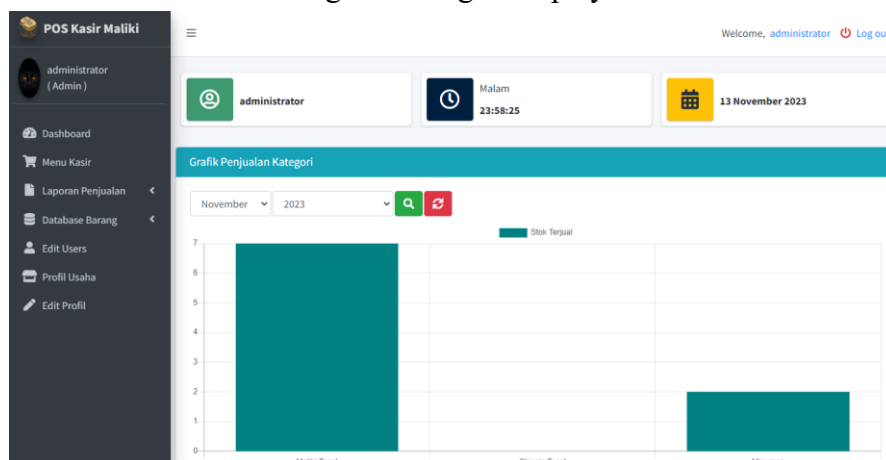 POS Kasir Maliki
Welcome, administrator Log ou
administrator
( Admin )
administrator
Malam
23:58:25
13 November 2023
Dashboard
Menu Kasir
Laporan Penjualan
Database Barang
Edit Users
Profil Usaha
Edit Profil
Grafik Penjualan Kategori
November 2023
Stok Terjual
7
6
5
4
3
2
1
0